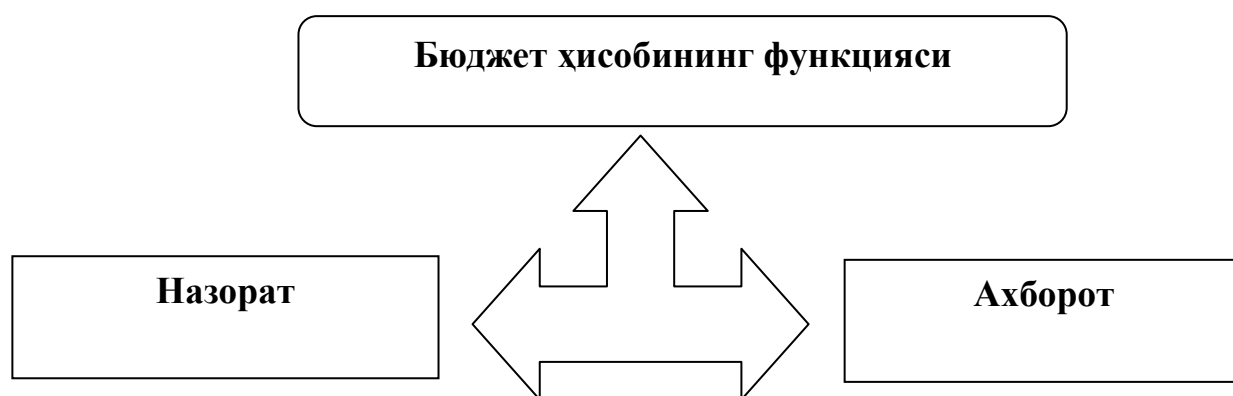 Бюджет ҳисобининг функцияси
Назорат
Ахборот